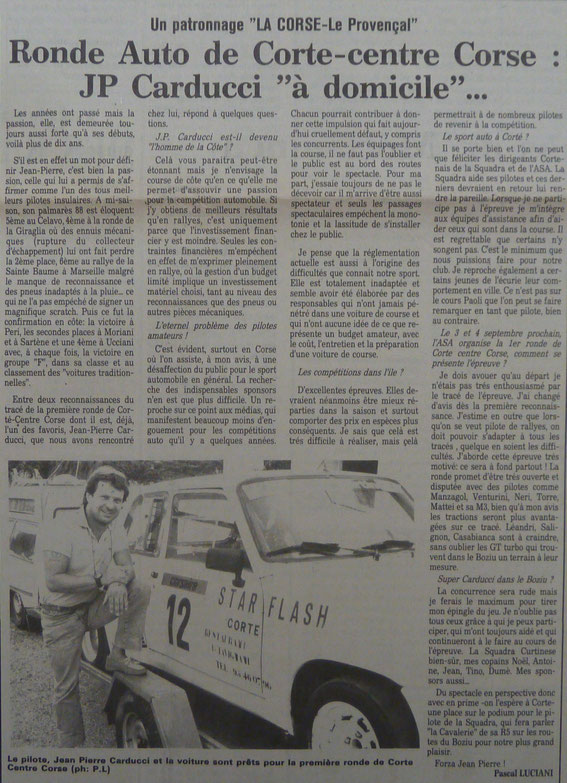 Un patronnage "LA CORSE-Le Provençal"
Ronde Auto de Corte-centre Corse :
JP Carducci "à domicile"...
Les années ont passé mais la
passion, elle, est demeurée tou-
jours aussi forte qu'a ses débuts,
voilà plus de dix ans.
S'il est en effet un mot pour défi-
nir Jean-Pierre, c'est bien la pas-
sion, celle qui lui a permis de s'af-
firmer comme l'un des tous meil-
leurs pilotes insulaires. A mi-sai-
son, son palmares 88 est éloquent:
5ème au Celavo, 4ème à la ronde
de la Giraglia où des ennuis méca-
niques (rupture du collecteur
d'échappement) lui ont fait perdre
la 2ème place, 6ème au rallye de la
Sainte Baume à Marseille malgré
le manque de reconnaissance et
des pneus inadaptés à la pluie... ce
qui ne l'a pas empêché de signer un
magnifique scratch. Puis ce fut la
confirmation en côte: la victoire à
Peri, les secondes places à Moriani
et à Sartène et une 4ème à Ucciani
avec, à chaque fois, la victoire en
groupe "F", dans sa classe et au
classement des "voitures tradition-
nelles".
Entre deux reconnaissances du
tracé de la première ronde de Cor-
té-Centre Corse dont il est, déjà,
l'un des favoris, Jean-Pierre Car-
ducci, que nous avons rencontré
chez lui, répond à quelques ques-
tions.
J.P. Carducci est-il devenu
"l'homme de la Côte" ?
Celà vous paraitra peut-être
étonnant mais je n'envisage la
course de côte qu'en ce qu'elle me
permet d'assouvir une passion
pour la compétition automobile. Si
j'y obiens de meilleurs résultats
qu'en rallyes, c'est uniquement
parce que l'investissement financier
y est moindre. Seules les con-
traintes financières m'empêchent
en effet de m'exprimer pleinement
en rallye, où la gestion d'un budget
limité implique un investissement
matériel choisi, tant au niveau des
reconnaissances que des pneus ou
autres pièces mécaniques.
L'eternel problème des pilotes
amateurs !
C'est évident, surtout en Corse
où l'on assiste, à mon avis, à une
désaffection du public pour le sport
automobile en général. La recher-
che des indispensables sponsors
n'en est que plus difficile. Un re-
proche sur ce point aux médias, qui
manifestent beaucoup moins d'en-
gouement pour les compétitions
auto qu'il y a quelques années.
Chacun pourrait contribuer à don-
ner cette impulsion qui fait aujour-
d'hui cruellement défaut, y compris
les concurrents. Les équipages font
la course, il ne faut pas l'oublier et
le public est au bord des routes
pour voir le spectacle. Pour ma
part, j'essaie toujours de ne pas le
décevoir car il m'arrive d'être aussi
spectateur et seuls les passages
spectaculaires empêchent la mono-
tonie et la lassitude de s'installer
chez le public.
Je pense que la réglementation
actuelle est aussi à l'origine des
difficultés que connait notre sport.
Elle est totalement inadaptée et
semble avoir été élaborée par des
responsables qui n'ont jamais pé-
nétré dans une voiture de course et
qui n'ont aucune idée de ce que re-
présente un budget amateur, avec
le coût, l'entretien et la préparation
d'une voiture de course.
Les compétitions dans l'île ?
D'excellentes épreuves. Elles de-
vraient néanmoins être mieux ré-
parties dans la saison et surtout
comporter des prix en espèces plus
conséquents. Je sais que celà est
très difficile à réaliser, mais celà
permettrait à de nombreux pilotes
de revenir à la compétition.
Le sport auto à Corté ?
Il se porte bien et l'on ne peut
que féliciter les dirigeants Corte-
nais de la Squadra et de l'ASA. La
Squadra aide ses pilotes et ces der-
niers devraient en retour lui ren-
dre la pareille. Lorsque je ne par-
ticipe pas à l'épreuve je m'intègre
aux équipes d'assistance afin d'ai-
der ceux qui sont dans la course. Il
est regrettable que certains n'y
songent pas. C'est le minimum que
nous puissions faire pour notre
club. Je reproche également a cer-
tains jeunes de l'écurie leur com-
portement en ville. Ce n'est pas sur
le cours Paoli que l'on peut se faire
remarquer en tant que pilote, bien
au contraire.
Le 3 et 4 septembre prochain,
l'ASA organise la 1er ronde de
Corte centre Corse, comment se
présente l'épreuve ?
Je dois avouer qu'au départ je
n'étais pas très enthousiasmé par
le tracé de l'épreuve. J'ai changé
d'avis dès la première reconnais-
sance. J'estime en outre que lors-
qu'on se veut pilote de rallyes, on
doit pouvoir s'adapter à tous les
tracés, quelque en soient les diffi-
cultés. J'aborde cette épreuve très
motivé: ce sera à fond partout ! La
ronde promet d'être très ouverte et
disputée avec des pilotes comme
Manzagol, Venturini, Neri, Torre,
Mattei et sa M3, bien qu'à mon avis
les tractions seront plus avanta-
gées sur ce tracé. Léandri, Sali-
gnon, Casabianca sont à craindre,
sans oublier les GT turbo qui trou-
vent dans le Boziu un terrain à leur
mesure.
Super Carducci dans le Boziu ?
La concurrence sera rude mais
je ferais le maximum pour tirer
mon épingle du jeu. Je n'oublie pas
tous ceux grâce à qui je peux parti-
ciper, qui m'ont toujours aidé et qui
continueront à le faire au cours de
l'épreuve. La Squadra Curtinese
bien-sûr, mes copains Noël, Antoi-
ne, Jean, Tino, Dumè. Mes spon-
sors aussi...
Du spectacle en perspective donc
avec en prime -on l'espère à Corte-
une place sur le podium pour le pi-
lote de la Squadra, qui fera parler
"la Cavalerie" de sa R5 sur les rou-
tes du Boziu pour notre plus grand
plaisir.
Forza Jean Pierre !
Pascal LUCIANI
12
STAR FLASH
CORTE
Le pilote, Jean Pierre Carducci et la voiture sont prêts pour la première ronde de Corte
Centre Corse (ph: P.L)